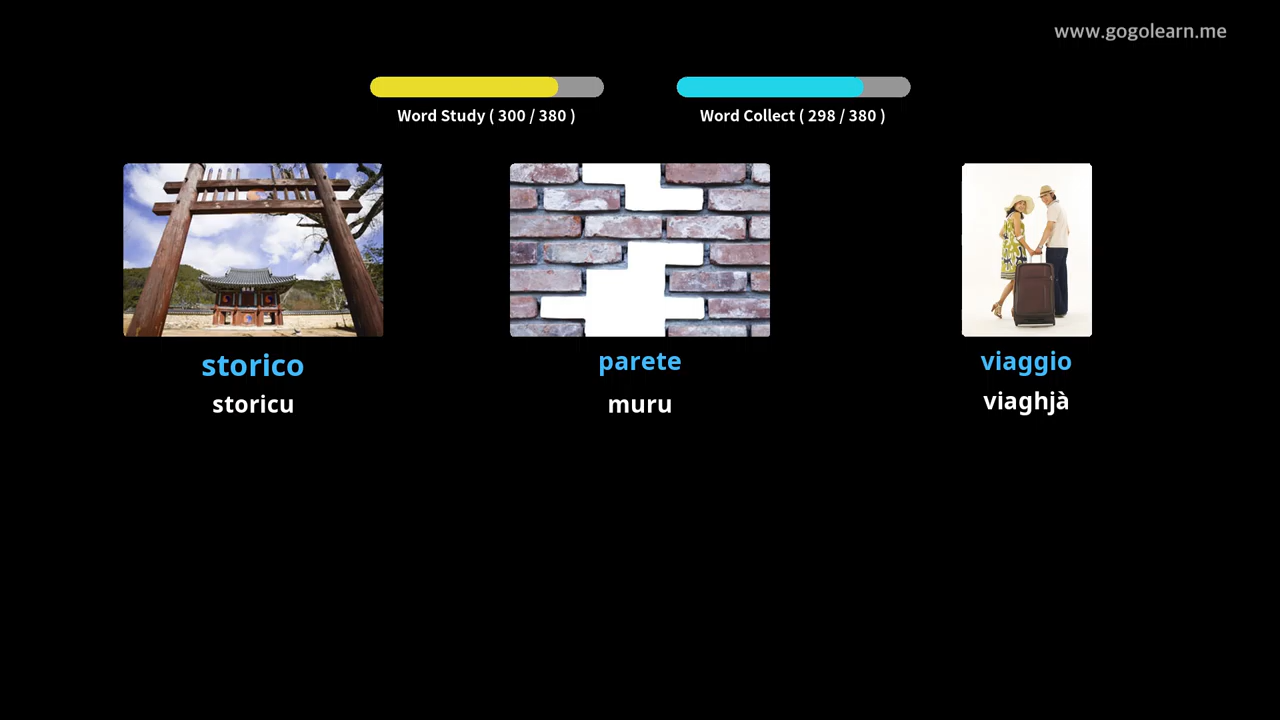 www.gogolearn.me
Word Study ( 300 / 380 )
Word Collect ( 298 / 380 )
storico
storicu
parete
muru
viaggio
viaghjà